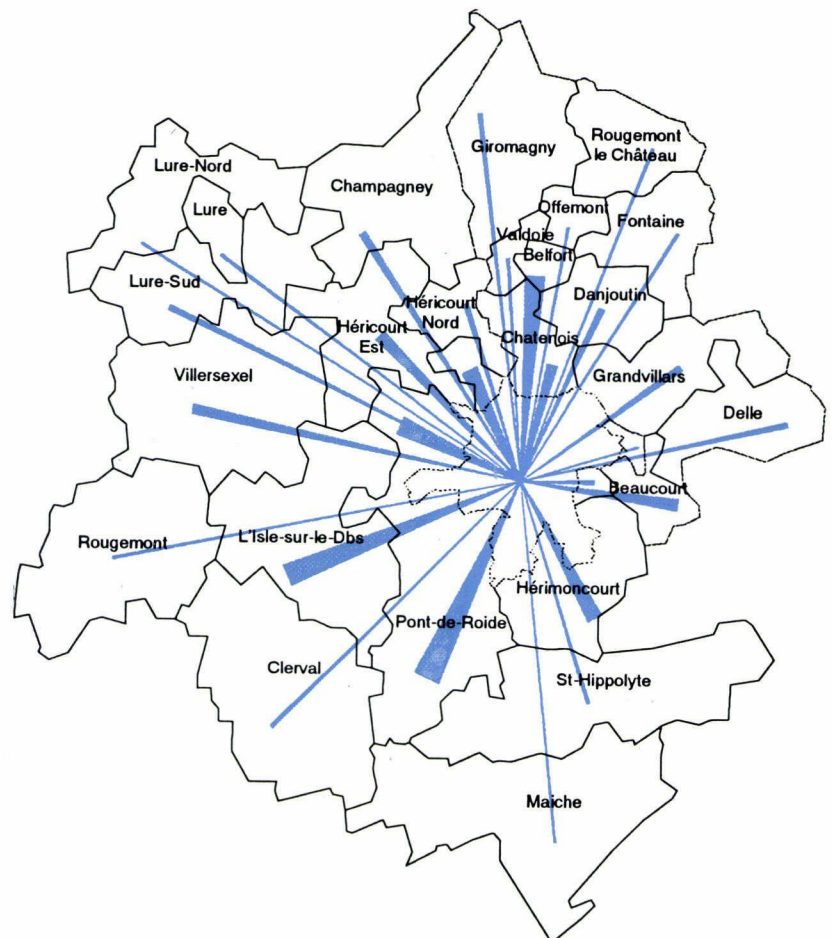 Rougemont
le Château
Giromagny
Lure-Nord
Champagney
Lure
Offemont
Fontaine
Valdoie
Belfort
Lure-Sud
Danjoutin
Héricourt
Nord
Héricourt
Est
Chatenois
Villersexel
Grandvillars
Delle
Beaucourt
Rougemont
L'Isle-sur-le-Dbs
Hérimoncourt
Pont-de-Roide
Clerval
St-Hippolyte
Maiche